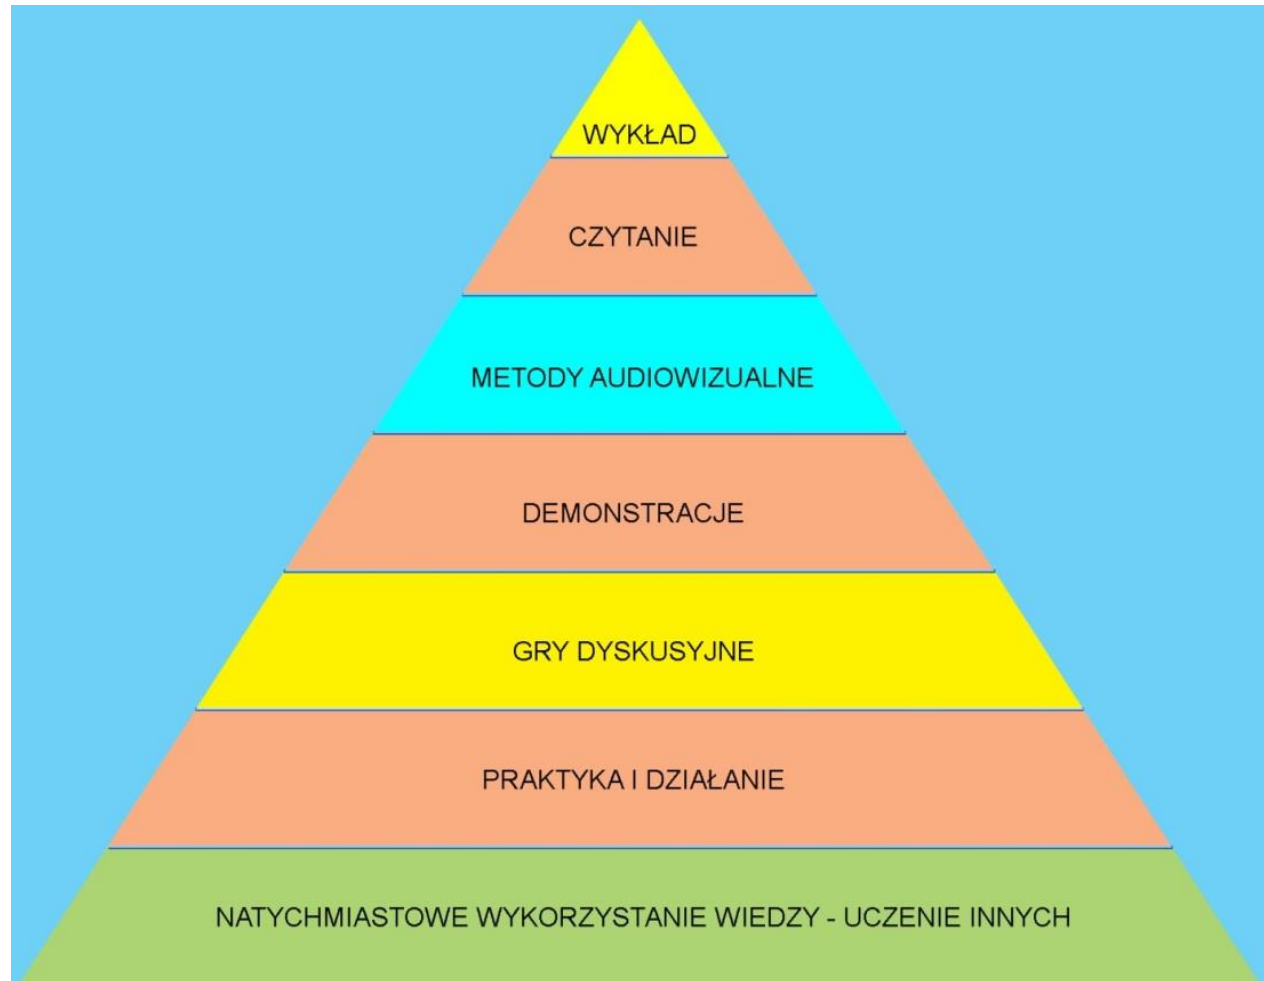 WYKŁAD
CZYTANIE
METODY AUDIOWIZUALNE
DEMONSTRACJE
GRY DYSKUSYJNE
PRAKTYKA I DZIAŁANIE
NATYCHMIASTOWE WYKORZYSTANIE WIEDZY - UCZENIE INNYCH